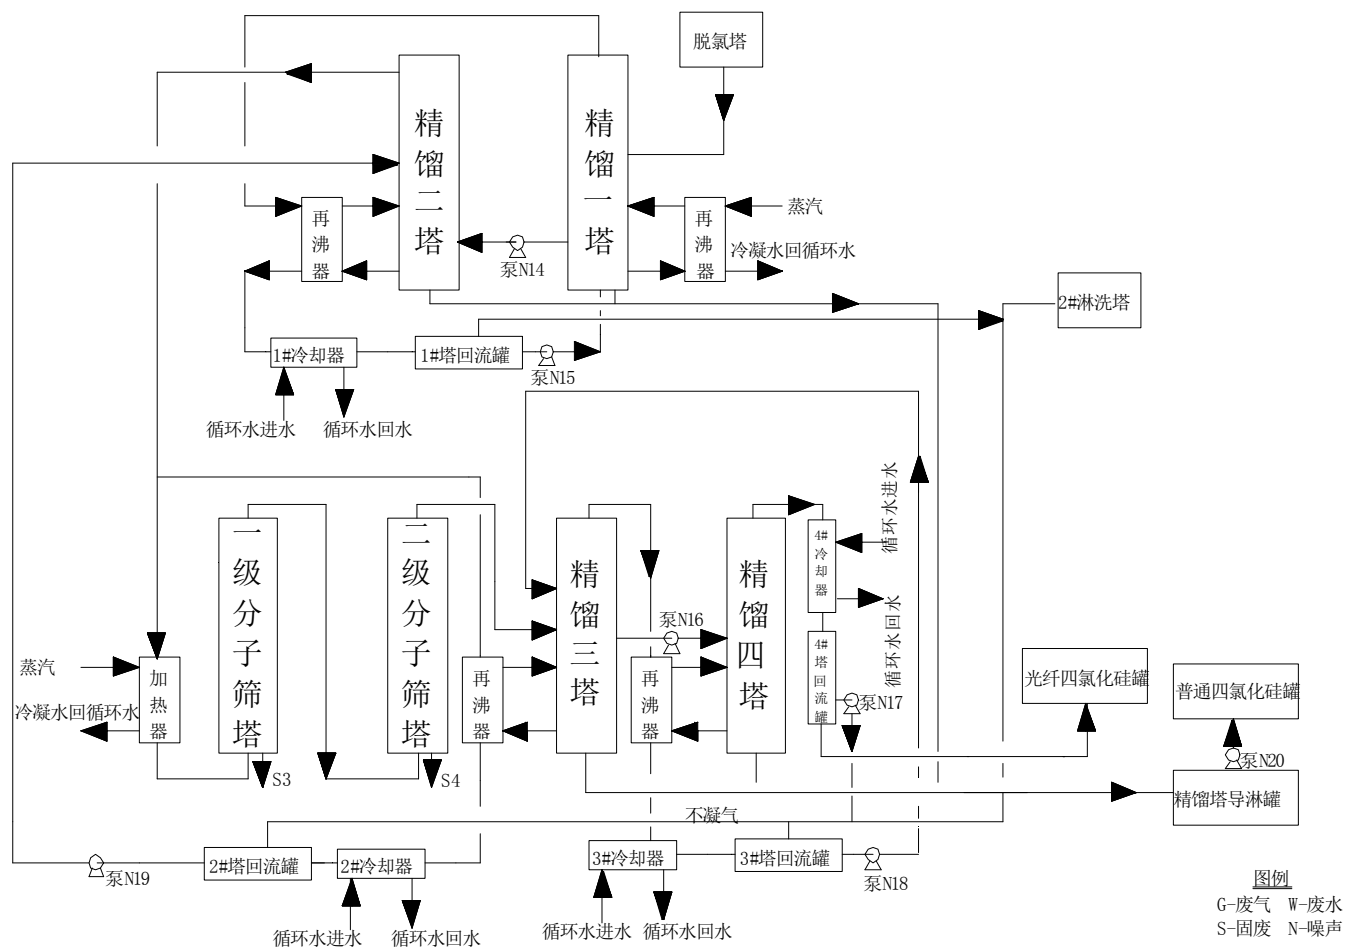 脱氯塔
精馏二塔
精馏一塔
再沸器
再沸器
蒸汽
冷凝水回循环水
泵N14
2#淋洗塔
1#冷却器
1#塔回流罐
泵N15
循环水进水
循环水回水
一级分子筛塔
二级分子筛塔
精馏三塔
精馏四塔
4#冷却器
循环水进水
循环水回水
泵N16
4#塔回流罐
泵N17
蒸汽
加热器
冷凝水回循环水
再沸器
再沸器
光纤四氯化硅罐
普通四氯化硅罐
泵N20
S3
S4
精馏塔导淋罐
不凝气
泵N19
2#塔回流罐
2#冷却器
3#冷却器
3#塔回流罐
泵N18
循环水进水
循环水回水
循环水进水
循环水回水
图例
G-废气 W-废水
S-固废 N-噪声